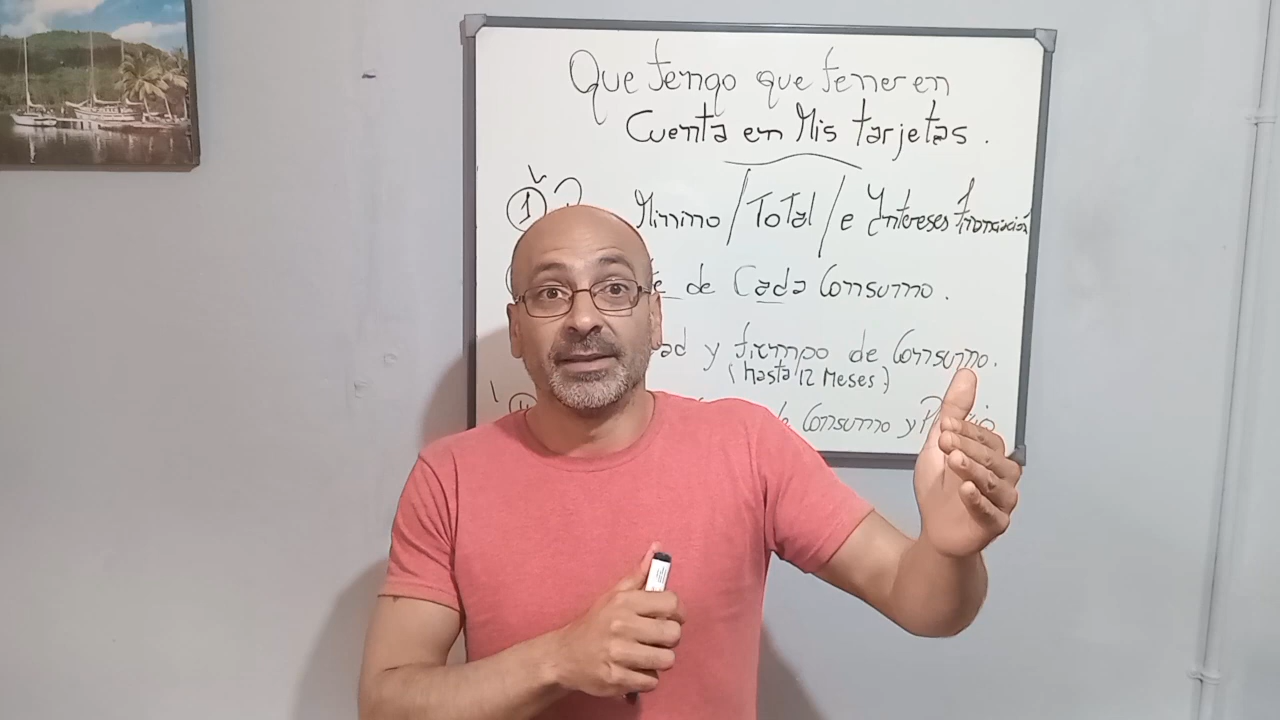 Que tengo que tener en
Cuenta en Mis tarjetas.
1 Minimo / Total / e Intereses financiación
de Cada Consumo.
y tiempo de Consumo.
(hasta 12 Meses)
Consumo y